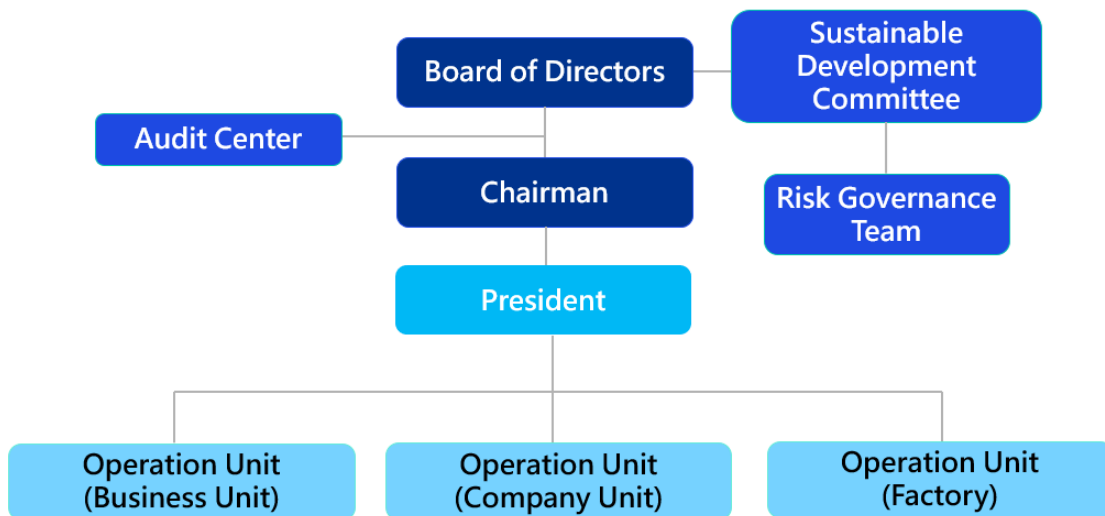 Board of Directors
Sustainable
Development
Committee
Audit Center
Chairman
Risk Governance
Team
President
Operation Unit
(Business Unit)
Operation Unit
(Company Unit)
Operation Unit
(Factory)